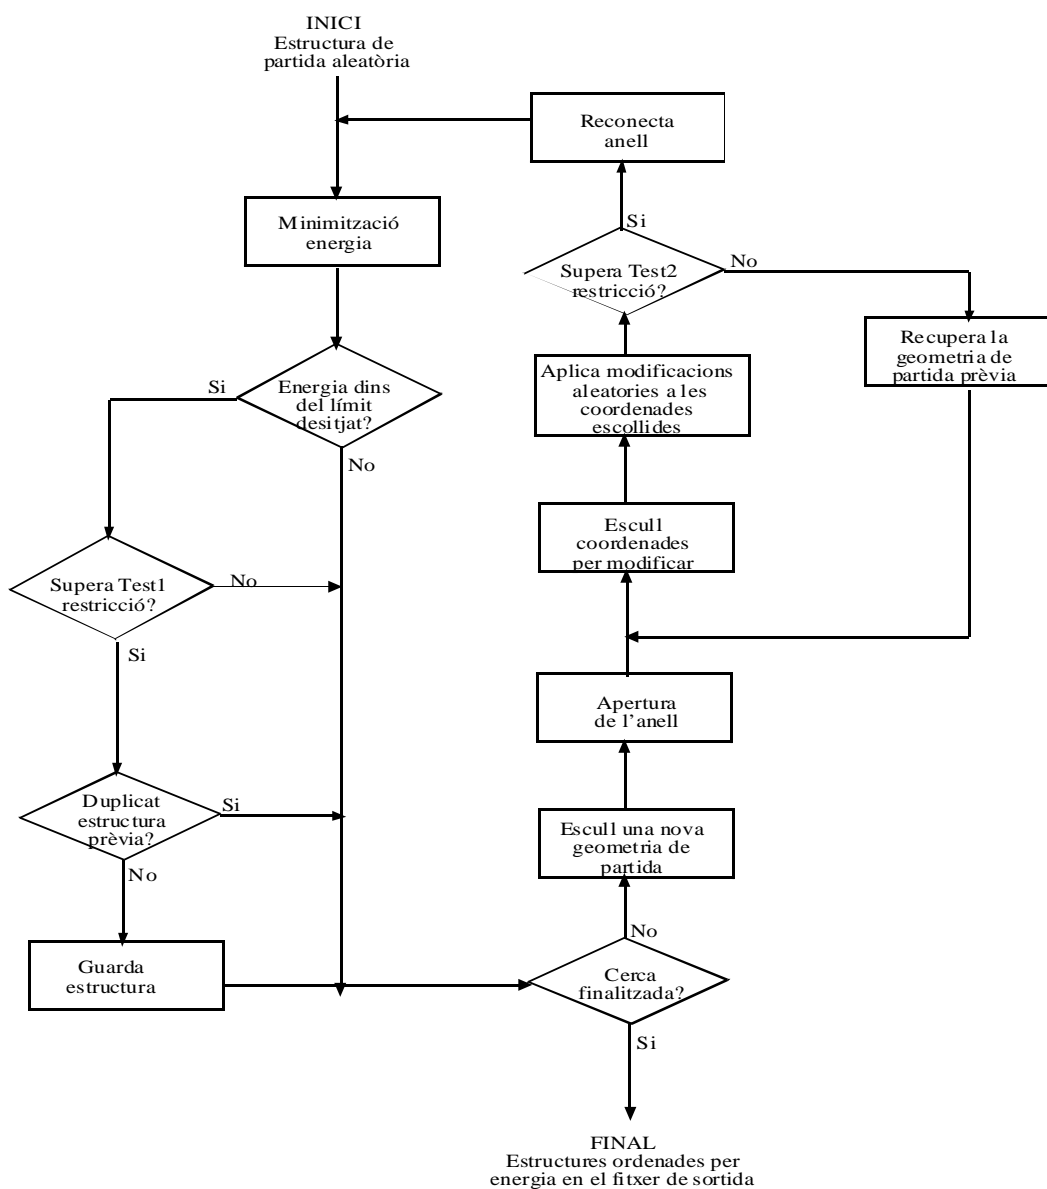 INICI
Estructura de
partida aleatòria
Reconecta
anell
Si
Minimització
energia
Supera Test2
restricció?
No
Recupera la
geometria de
partida prèvia
Si
Energia dins
del límit
desitjat?
No
Aplica modificacions
aleatories a les
coordenades
escollides
Escull
coordenades
per modificar
Supera Test1
restricció?
No
Si
Apertura
de l'anell
Duplicat
estructura
prèvia?
Si
No
Escull una nova
geometria de
partida
No
Guarda
estructura
Cerca
finalitzada?
Si
FINAL
Estructures ordenades per
energia en el fitxer de sortida